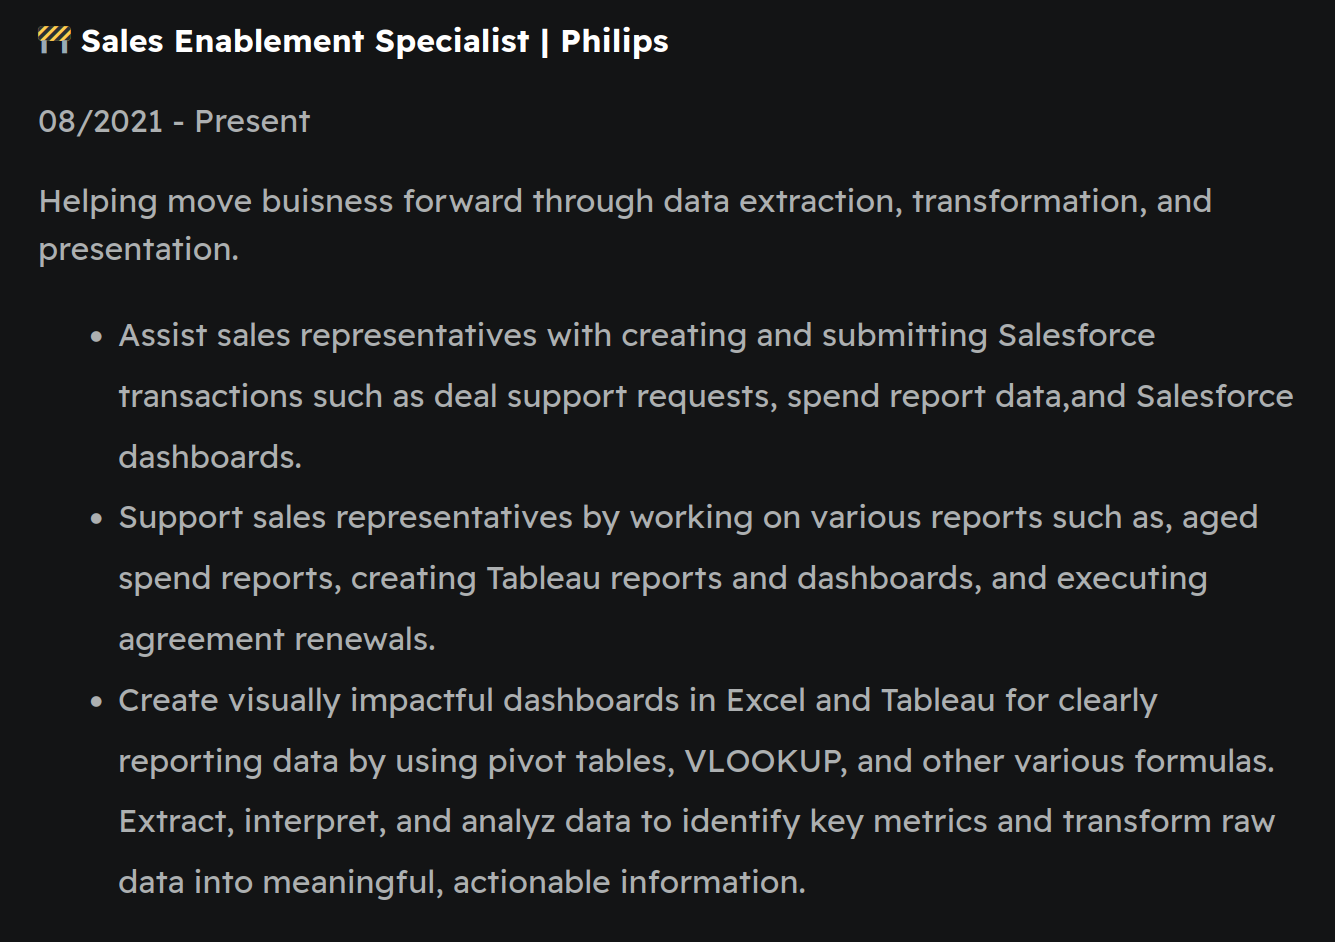 🚧 Sales Enablement Specialist | Philips
08/2021 - Present
Helping move buisness forward through data extraction, transformation, and
presentation.
• Assist sales representatives with creating and submitting Salesforce
transactions such as deal support requests, spend report data,and Salesforce
dashboards.
• Support sales representatives by working on various reports such as, aged
spend reports, creating Tableau reports and dashboards, and executing
agreement renewals.
• Create visually impactful dashboards in Excel and Tableau for clearly
reporting data by using pivot tables, VLOOKUP, and other various formulas.
Extract, interpret, and analyz data to identify key metrics and transform raw
data into meaningful, actionable information.